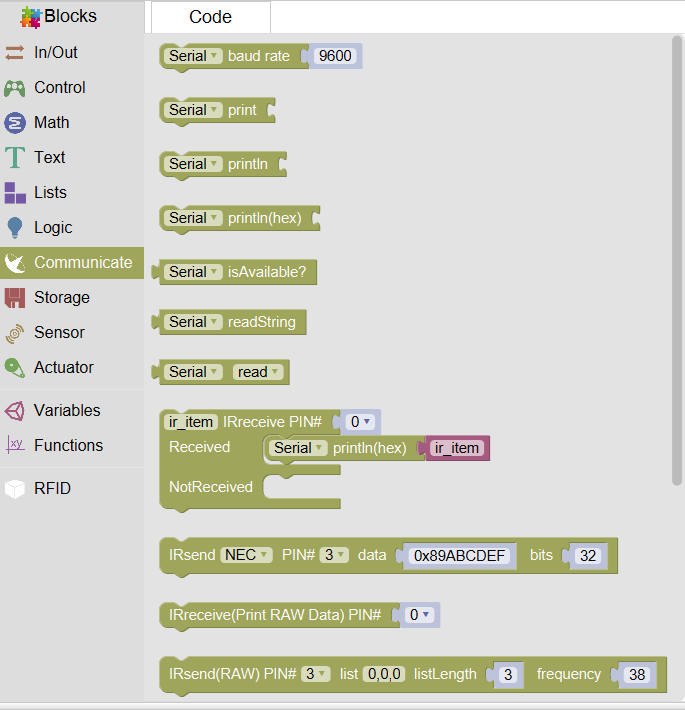 Blocks
Code
In/Out
Control
Math
Text
Lists
Logic
Communicate
Storage
Sensor
Actuator
Variables
Functions
RFID
Serial baud rate 9600
Serial print
Serial println
Serial println(hex)
Serial isAvailable?
Serial readString
Serial read
ir_item IRreceive PIN# 0
Received Serial println(hex) ir_item
NotReceived
IRsend NEC PIN# 3 data 0x89ABCDEF bits 32
IRreceive(Print RAW Data) PIN# 0
IRsend(RAW) PIN# 3 list 0,0,0 listLength 3 frequency 38